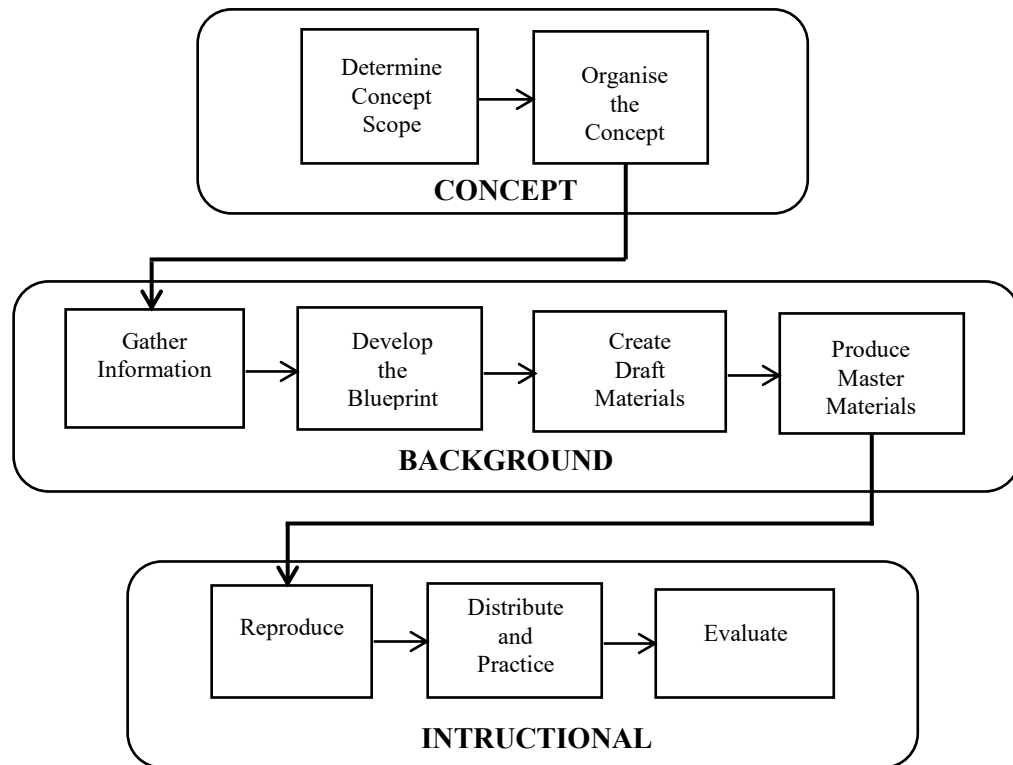 Determine
Concept
Scope
Organise
the
Concept
CONCEPT
Gather
Information
Develop
the
Blueprint
Create
Draft
Materials
Produce
Master
Materials
BACKGROUND
Reproduce
Distribute
and
Practice
Evaluate
INTRUCTIONAL